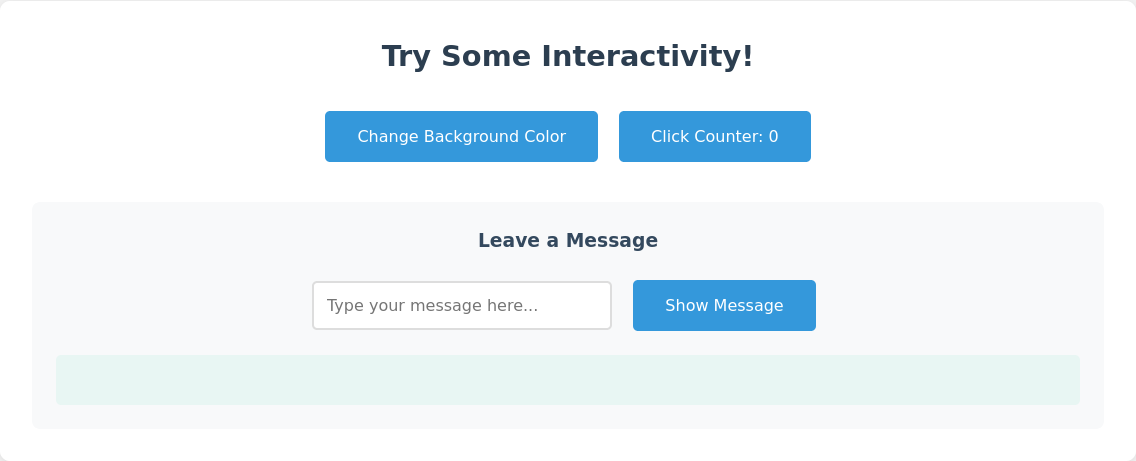 Try Some Interactivity!
Change Background Color
Click Counter: 0
Leave a Message
Type your message here...
Show Message